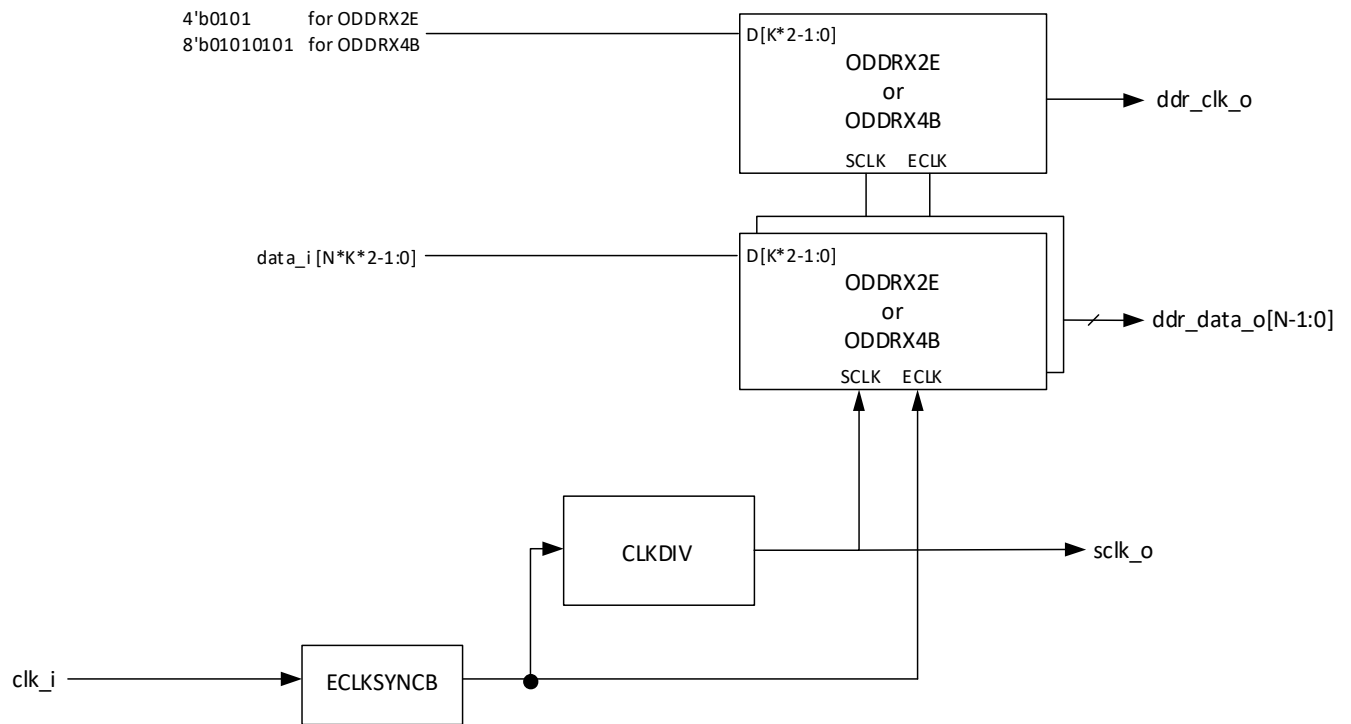 4'b0101 for ODDRX2E
8'b01010101 for ODDRX4B
D[K*2-1:0]
ODDRX2E
or
ODDRX4B
SCLK ECLK
ddr_clk_o
data_i [N*K*2-1:0]
D[K*2-1:0]
ODDRX2E
or
ODDRX4B
SCLK ECLK
ddr_data_o[N-1:0]
CLKDIV
sclk_o
clk_i
ECLKSYNCB